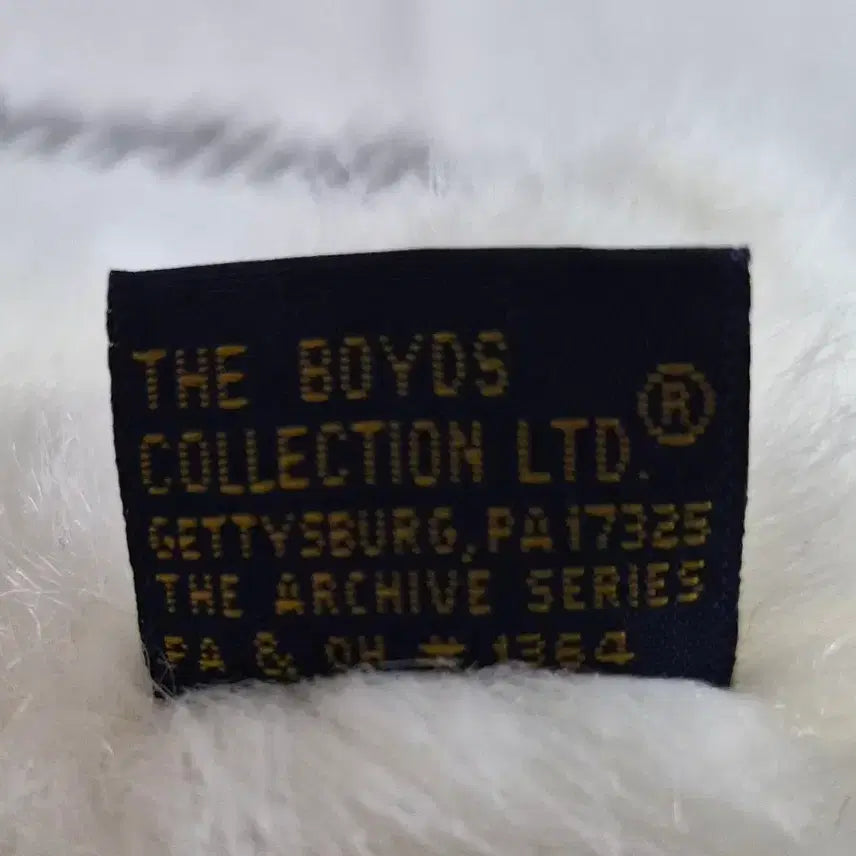 THE BOYDS
COLLECTION LTD.®
GETTYSBURG, PA 17325
THE ARCHIVE SERIES
PA & OH # 1364